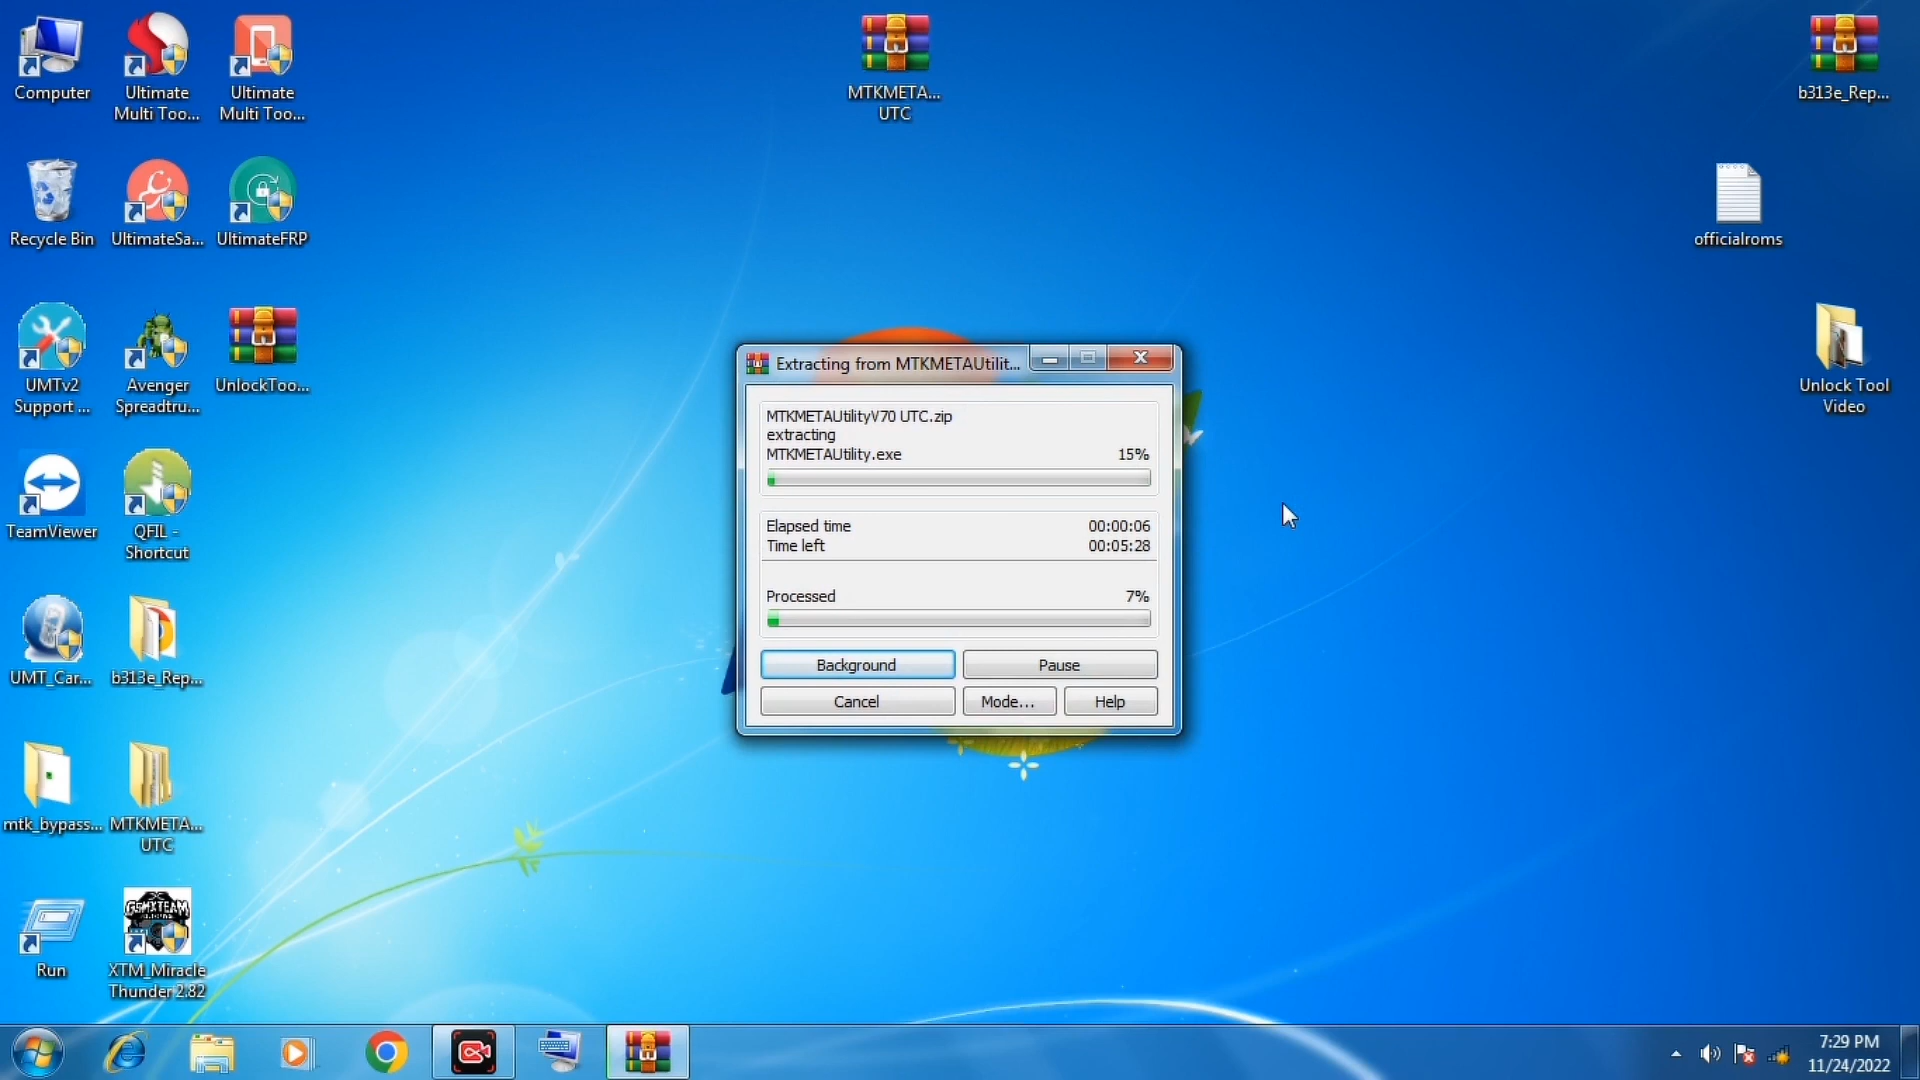 Computer
Ultimate
Multi Too...
Ultimate
Multi Too...
MTKMETA...
UTC
b313e_Rep...
Recycle Bin
UltimateSa...
UltimateFRP
officialroms
UMTv2
Support ...
Avenger
Spreadtru...
UnlockToo...
Unlock Tool
Video
Extracting from MTKMETAUtilit...
MTKMETAUtilityV70 UTC.zip
extracting
MTKMETAUtility.exe 15%
Elapsed time 00:00:06
Time left 00:05:28
Processed 7%
Background Pause
Cancel Mode... Help
TeamViewer
QFIL -
Shortcut
UMT_Car...
b313e_Rep...
mtk_bypass...
MTKMETA...
UTC
Run
GSMXTEAM
XTM_Miracle
Thunder 2.82
7:29 PM
11/24/2022